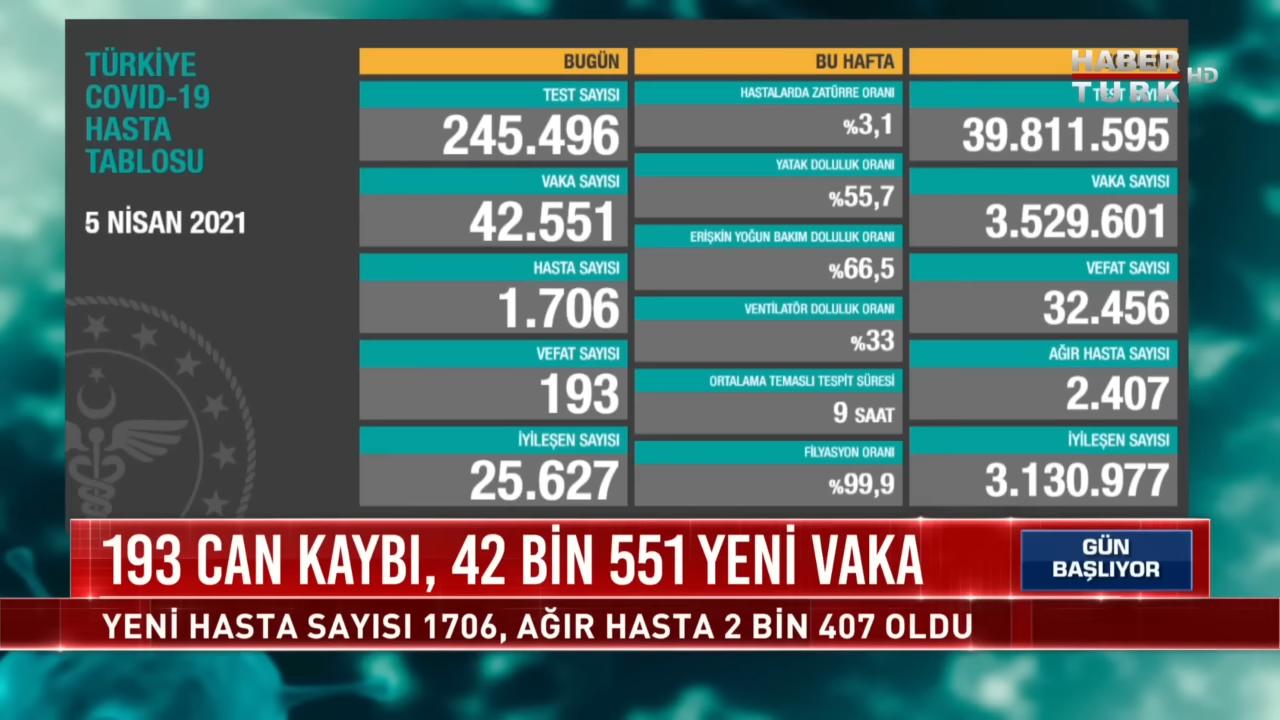 TÜRKİYE
COVID-19
HASTA
TABLOSU
5 NİSAN 2021
BUGÜN
TEST SAYISI
245.496
VAKA SAYISI
42.551
HASTA SAYISI
1.706
VEFAT SAYISI
193
İYİLEŞEN SAYISI
25.627
BU HAFTA
HASTALARDA ZATÜRRE ORANI
%3,1
YATAK DOLULUK ORANI
%55,7
ERİŞKİN YOĞUN BAKIM DOLULUK ORANI
%66,5
VENTİLATÖR DOLULUK ORANI
%33
ORTALAMA TEMASLI TESPİT SÜRESİ
9 SAAT
FİLYASYON ORANI
%99,9
HABER
TURK
HD
TEST SAYISI
39.811.595
VAKA SAYISI
3.529.601
VEFAT SAYISI
32.456
AĞIR HASTA SAYISI
2.407
İYİLEŞEN SAYISI
3.130.977
193 CAN KAYBI, 42 BİN 551 YENİ VAKA
GÜN
BAŞLIYOR
YENİ HASTA SAYISI 1706, AĞIR HASTA 2 BİN 407 OLDU